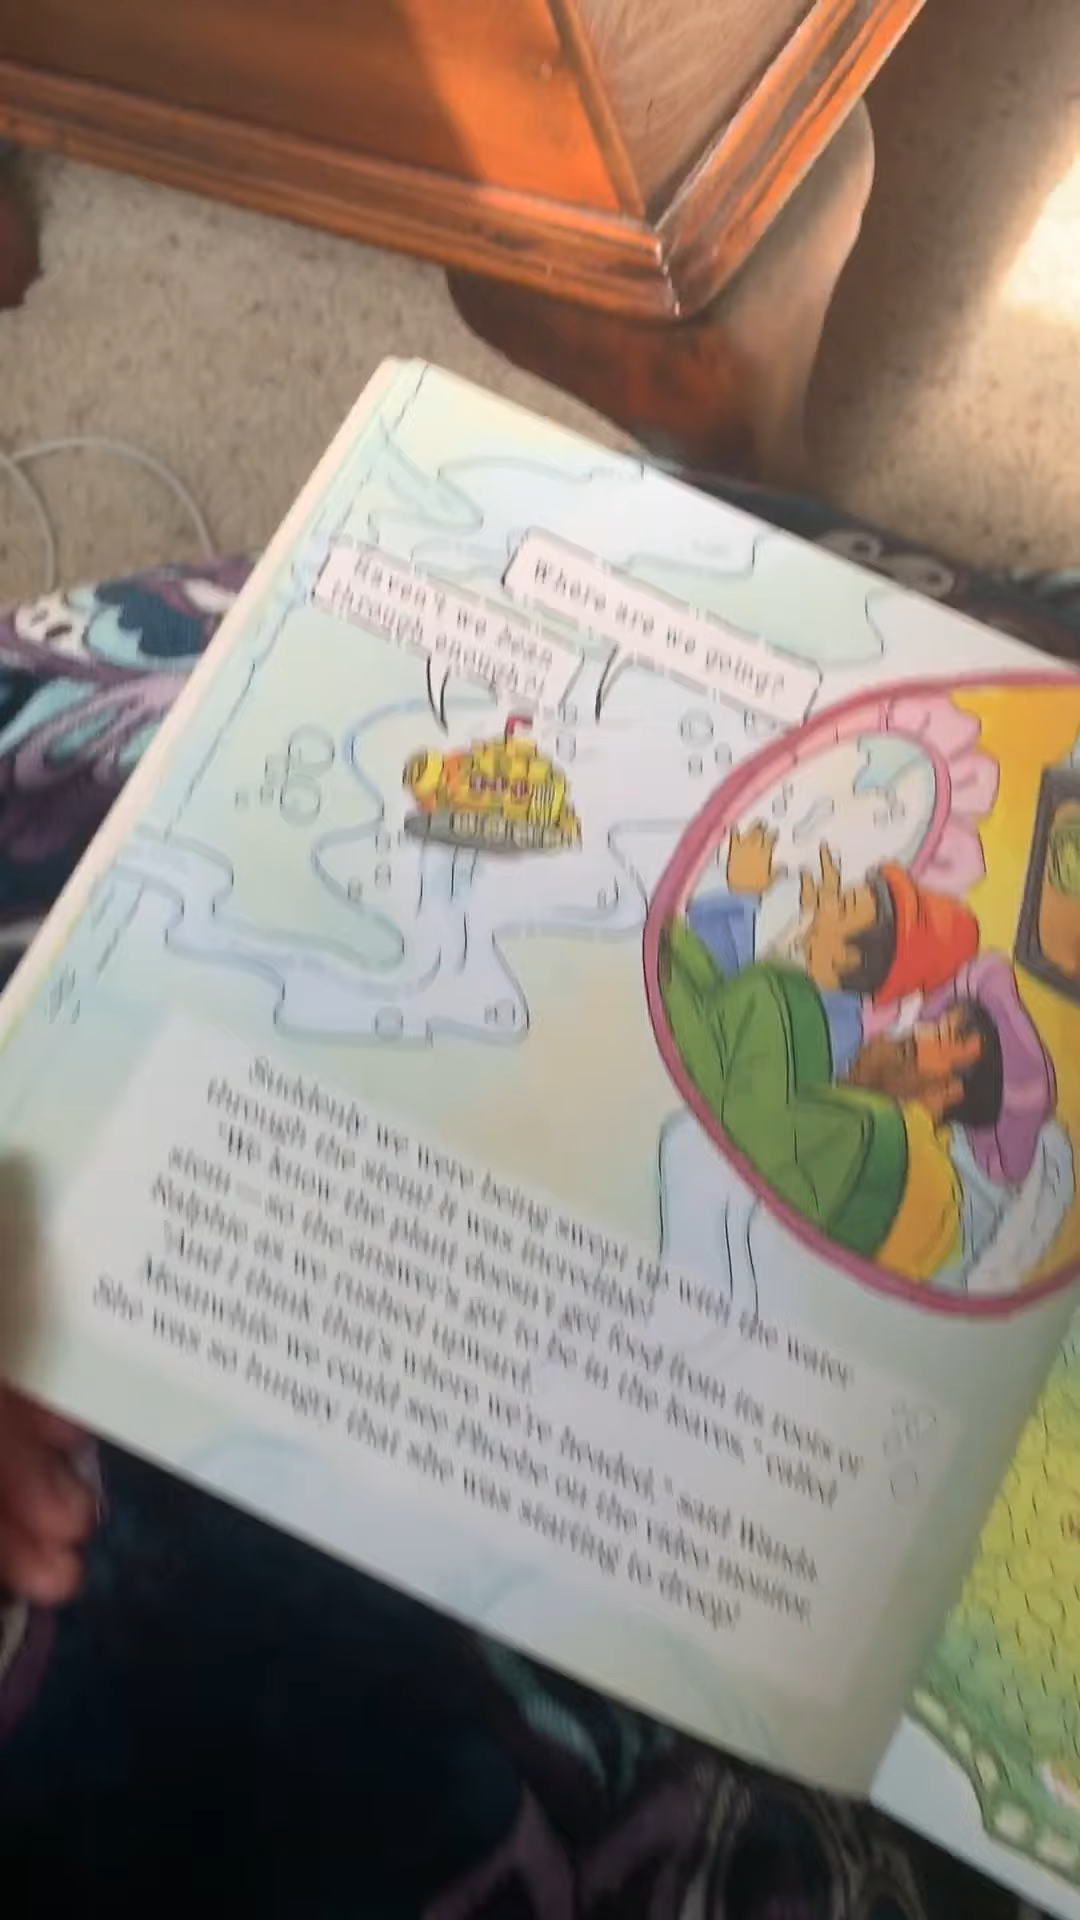 Haven't we been
through enough?!
Where are we going?
Suddenly we were being swept up with the water
through the stem! It was incredible!
"We know the plant doesn't get food from its roots or
stem — so the answer's got to be in the leaves," called
Ralphie as we rushed upward.
"And I think that's where we're headed," said Wanda.
Meanwhile we could see Phoebe on the video monitor.
She was so hungry that she was starting to droop!